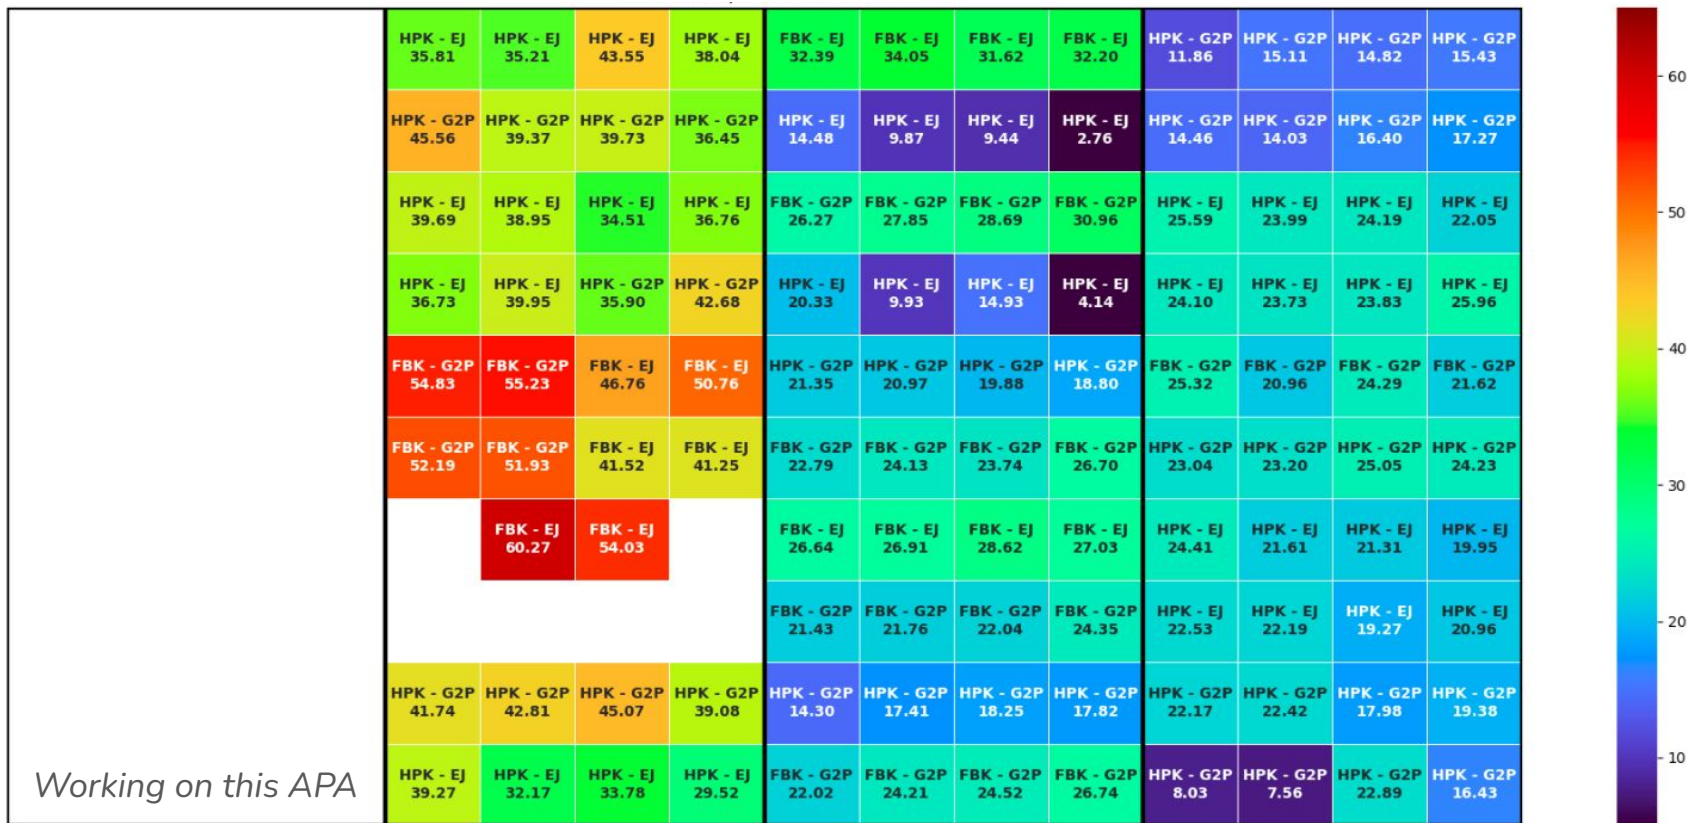 HPK - EJ HPK - EJ HPK - EJ HPK - EJ FBK - EJ FBK - EJ FBK - EJ FBK - EJ HPK - G2P HPK - G2P HPK - G2P HPK - G2P
35.81 35.21 43.55 38.04 32.39 34.05 31.62 32.20 11.86 15.11 14.82 15.43
60
HPK - G2P HPK - G2P HPK - G2P HPK - G2P HPK - EJ HPK - EJ HPK - EJ HPK - EJ HPK - G2P HPK - G2P HPK - G2P HPK - G2P
45.56 39.37 39.73 36.45 14.48 9.87 9.44 2.76 14.46 14.03 16.40 17.27
HPK - EJ HPK - EJ HPK - EJ HPK - EJ FBK - G2P FBK - G2P FBK - G2P FBK - G2P HPK - EJ HPK - EJ HPK - EJ HPK - EJ
39.69 38.95 34.51 36.76 26.27 27.85 28.69 30.96 25.59 23.99 24.19 22.05
50
HPK - EJ HPK - EJ HPK - G2P HPK - G2P HPK - EJ HPK - EJ HPK - EJ HPK - EJ HPK - EJ HPK - EJ HPK - EJ HPK - EJ
36.73 39.95 35.90 42.68 20.33 9.93 14.93 4.14 24.10 23.73 23.83 25.96
40
FBK - G2P FBK - G2P FBK - EJ FBK - EJ HPK - G2P HPK - G2P HPK - G2P HPK - G2P FBK - G2P FBK - G2P FBK - G2P FBK - G2P
54.83 55.23 46.76 50.76 21.35 20.97 19.88 18.80 25.32 20.96 24.29 21.62
FBK - G2P FBK - G2P FBK - EJ FBK - EJ FBK - G2P FBK - G2P FBK - G2P FBK - G2P HPK - G2P HPK - G2P HPK - G2P HPK - G2P
52.19 51.93 41.52 41.25 22.79 24.13 23.74 26.70 23.04 23.20 25.05 24.23
30
FBK - EJ FBK - EJ FBK - EJ FBK - EJ FBK - EJ FBK - EJ HPK - EJ HPK - EJ HPK - EJ HPK - EJ
60.27 54.03 26.64 26.91 28.62 27.03 24.41 21.61 21.31 19.95
FBK - G2P FBK - G2P FBK - G2P FBK - G2P HPK - EJ HPK - EJ HPK - EJ HPK - EJ
21.43 21.76 22.04 24.35 22.53 22.19 19.27 20.96
20
HPK - G2P HPK - G2P HPK - G2P HPK - G2P HPK - G2P HPK - G2P HPK - G2P HPK - G2P HPK - G2P HPK - G2P HPK - G2P HPK - G2P
41.74 42.81 45.07 39.08 14.30 17.41 18.25 17.82 22.17 22.42 17.98 19.38
10
Working on this APA
HPK - EJ HPK - EJ HPK - EJ HPK - EJ FBK - G2P FBK - G2P FBK - G2P FBK - G2P HPK - G2P HPK - G2P HPK - G2P HPK - G2P
39.27 32.17 33.78 29.52 22.02 24.21 24.52 26.74 8.03 7.56 22.89 16.43